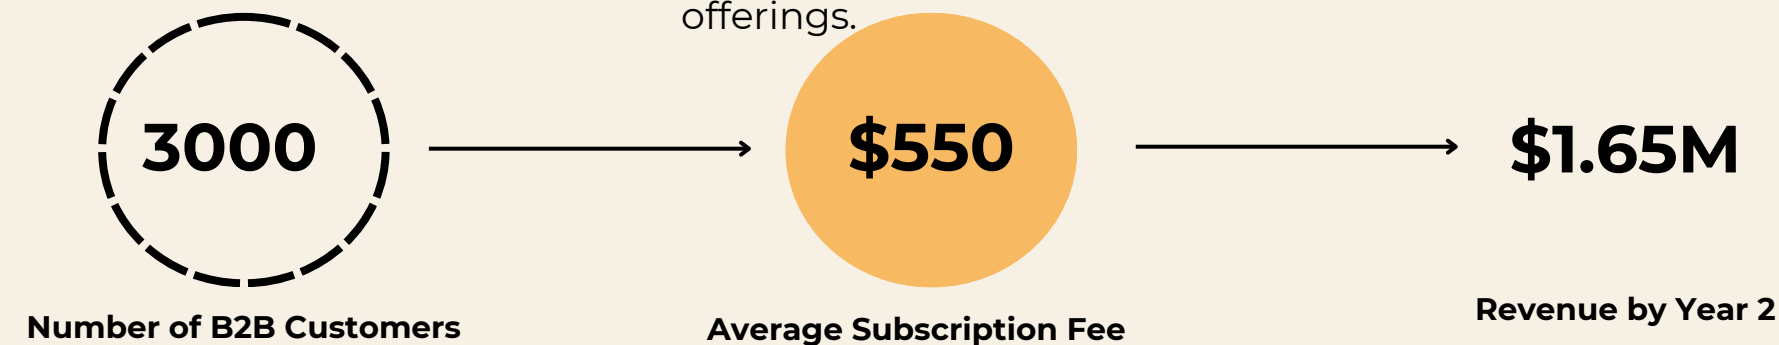 offerings.
3000
$550
$1.65M
Number of B2B Customers
Average Subscription Fee
Revenue by Year 2